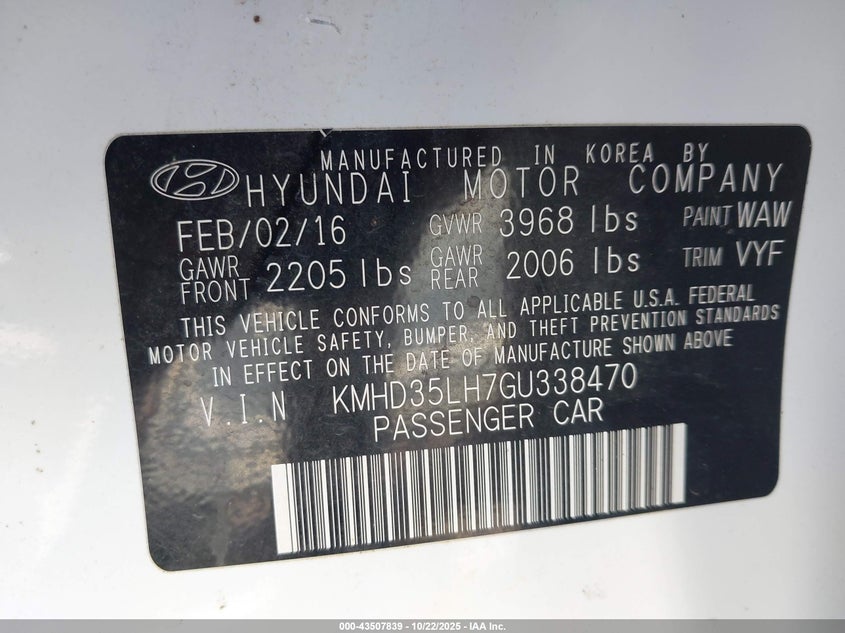 MANUFACTURED IN KOREA BY
HYUNDAI MOTOR COMPANY
FEB/02/16 GVWR 3968 lbs PAINT WAW
GAWR FRONT 2205 lbs GAWR REAR 2006 lbs TRIM VYF
THIS VEHICLE CONFORMS TO ALL APPLICABLE U.S.A. FEDERAL
MOTOR VEHICLE SAFETY, BUMPER, AND THEFT PREVENTION STANDARDS
IN EFFECT ON THE DATE OF MANUFACTURE SHOWN ABOVE
V.I.N KMHD35LH7GU338470
PASSENGER CAR
000-43507839 | 10/22/2025 - IAA Inc.